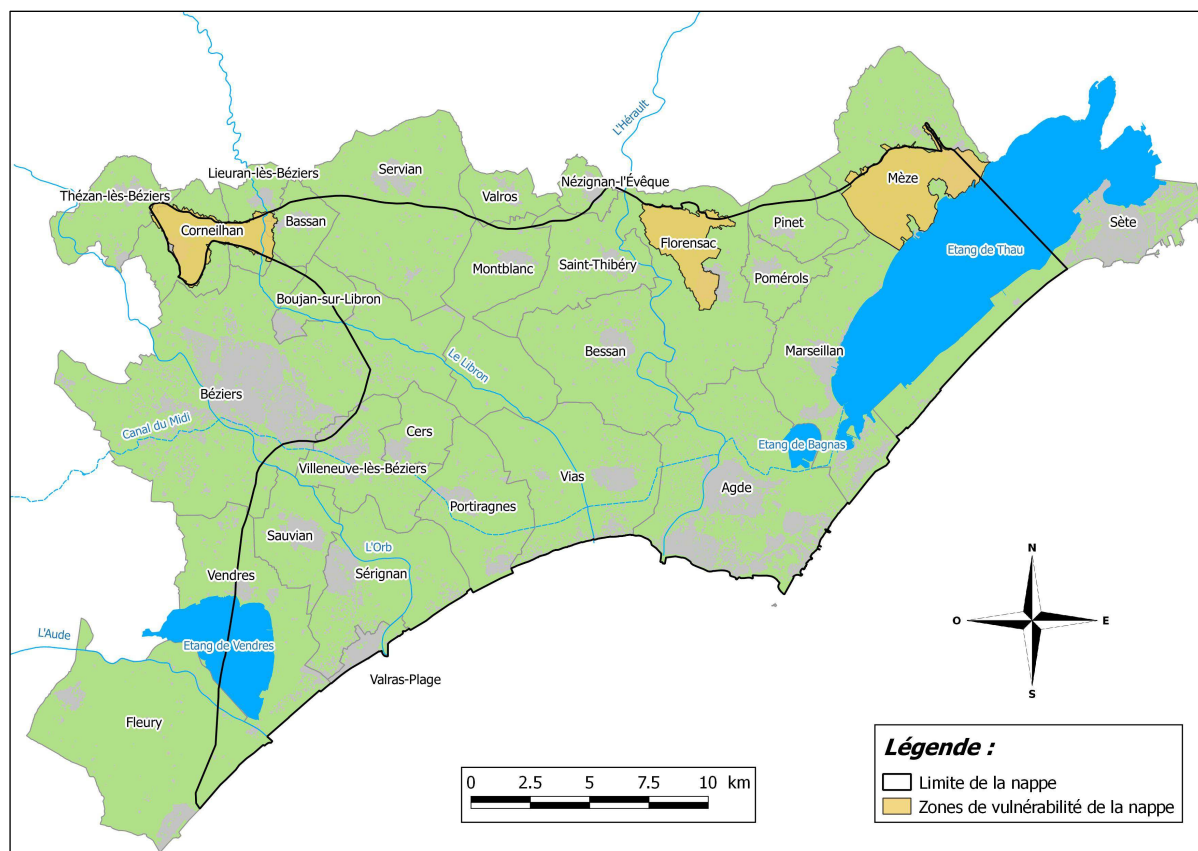 L'Hérault
Lieuran-lès-Béziers
Servian
Thézan-lès-Béziers
Valros
Nézignan-l'Évêque
Mèze
Bassan
Corneilhan
Pinet
Sète
Florensac
Etang de Thau
Montblanc
Saint-Thibéry
Pomérols
Boujan-sur-Libron
Le Libron
Bessan
Marseillan
Béziers
Canal du Midi
Cers
Etang de Bagnas
Villeneuve-lès-Béziers
Vias
Agde
Portiragnes
Sauvian
L'Orb
Sérignan
Vendres
L'Aude
Etang de Vendres
Valras-Plage
Fleury
N
O
E
S
0 2.5 5 7.5 10 km
Légende :
Limite de la nappe
Zones de vulnérabilité de la nappe